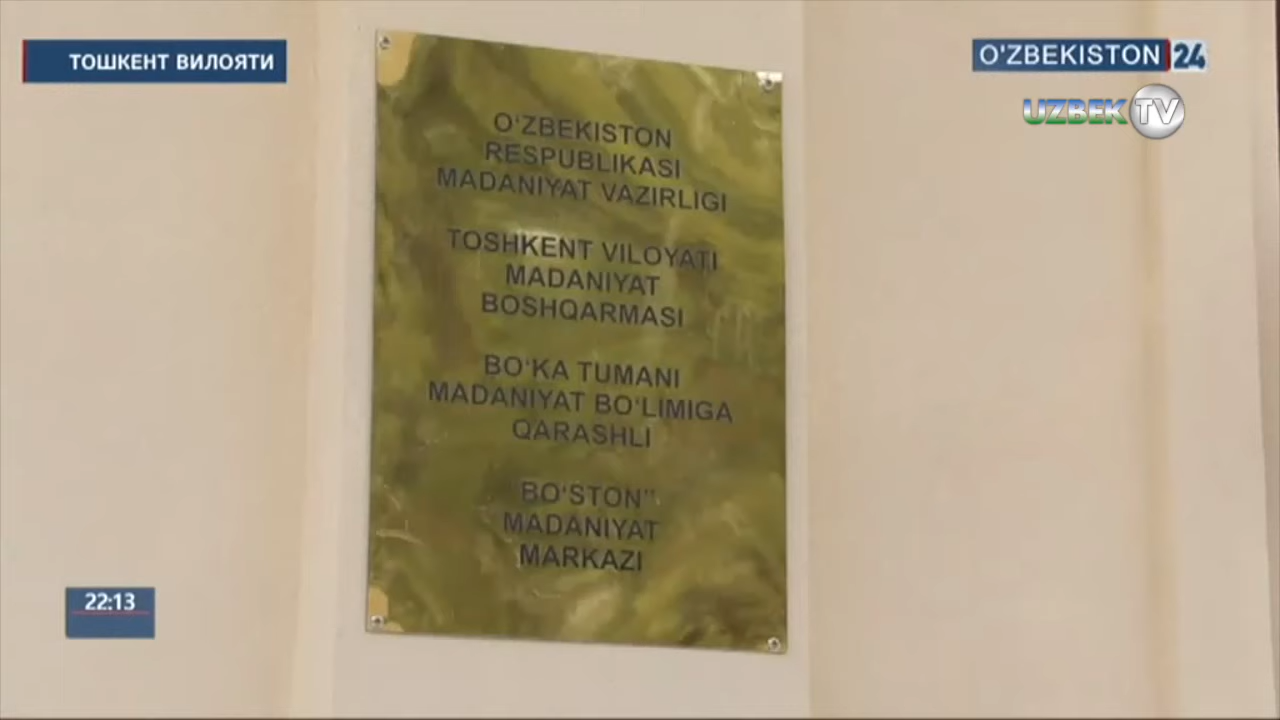 ТОШКЕНТ ВИЛОЯТИ
O'ZBEKISTON 24
UZBEK TV
O‘ZBEKISTON
RESPUBLIKASI
MADANIYAT VAZIRLIGI
TOSHKENT VILOYATI
MADANIYAT
BOSHQARMASI
BO‘KA TUMANI
MADANIYAT BO‘LIMIGA
QARASHLI
"BO‘STON"
MADANIYAT
MARKAZI
22:13